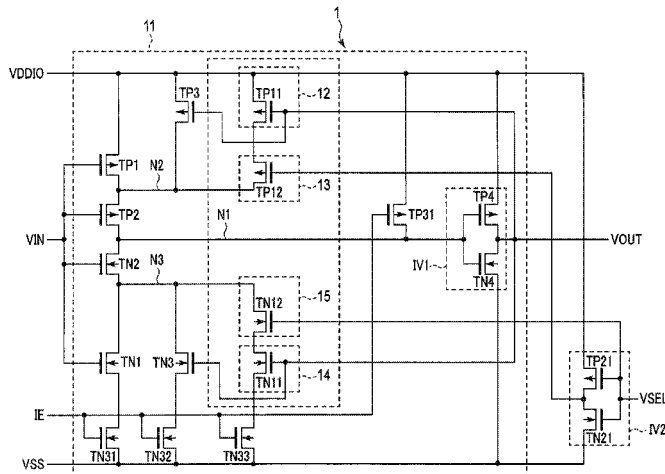 1
11
VDDIO
TP3
TP11
12
TP1
N2
TP12
13
TP2
N1
TP31
TP4
VIN
VOUT
TN2
N3
IV1
TN4
TN12
15
TN1
TN3
TN11
14
TP21
VSEL
IE
TN21
IV2
TN31
TN32
TN33
VSS